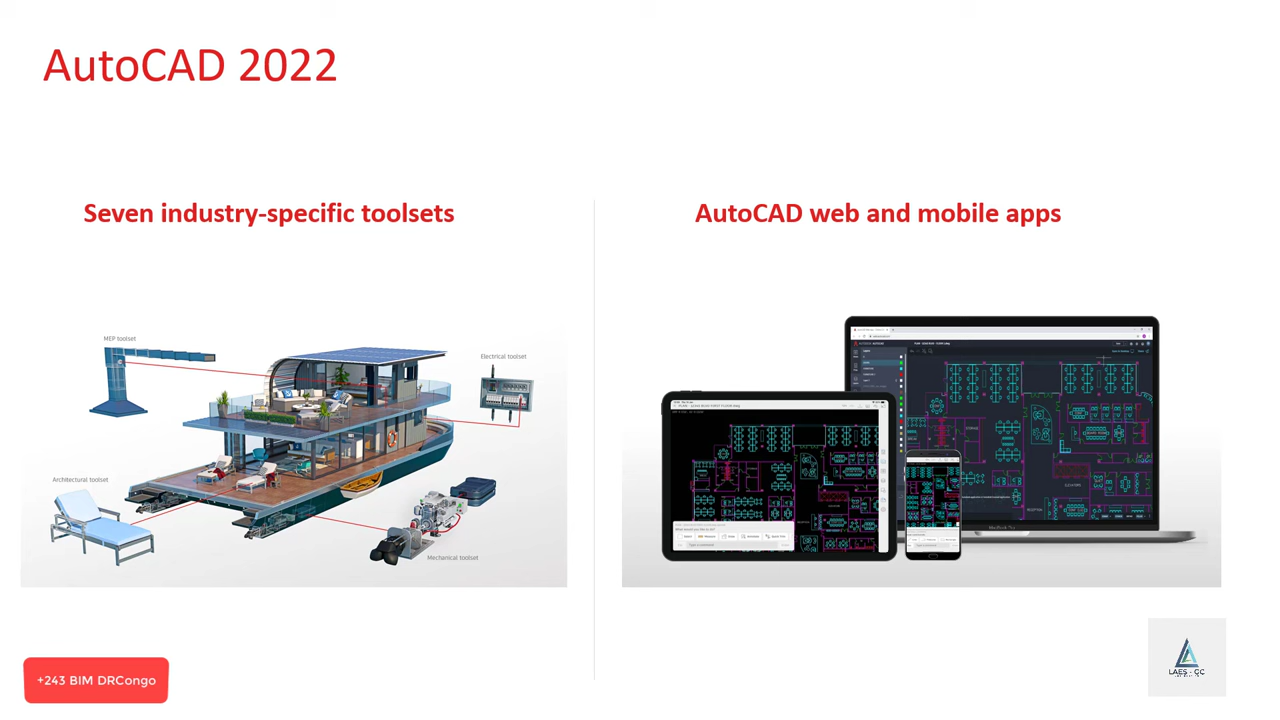 AutoCAD 2022
Seven industry-specific toolsets
AutoCAD web and mobile apps
MEP toolset
Electrical toolset
Architectural toolset
Mechanical toolset
+243 BIM DRCongo
LAES - CC